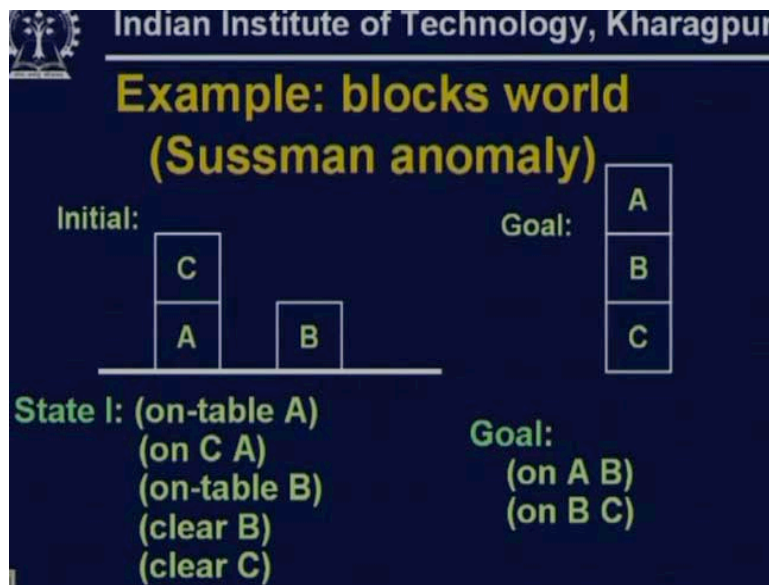 Indian Institute of Technology, Kharagpur
Example: blocks world
(Sussman anomaly)
Initial:
C
A
B
Goal:
A
B
C
State I: (on-table A)
(on C A)
(on-table B)
(clear B)
(clear C)
Goal:
(on A B)
(on B C)